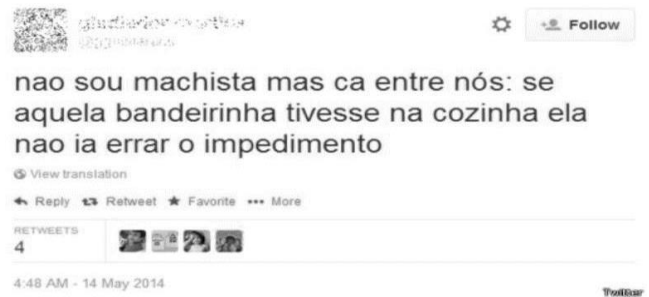 Follow
nao sou machista mas ca entre nós: se
aquela bandeirinha tivesse na cozinha ela
nao ia errar o impedimento
View translation
Reply Retweet Favorite More
RETWEETS
4
4:48 AM - 14 May 2014
Twitter